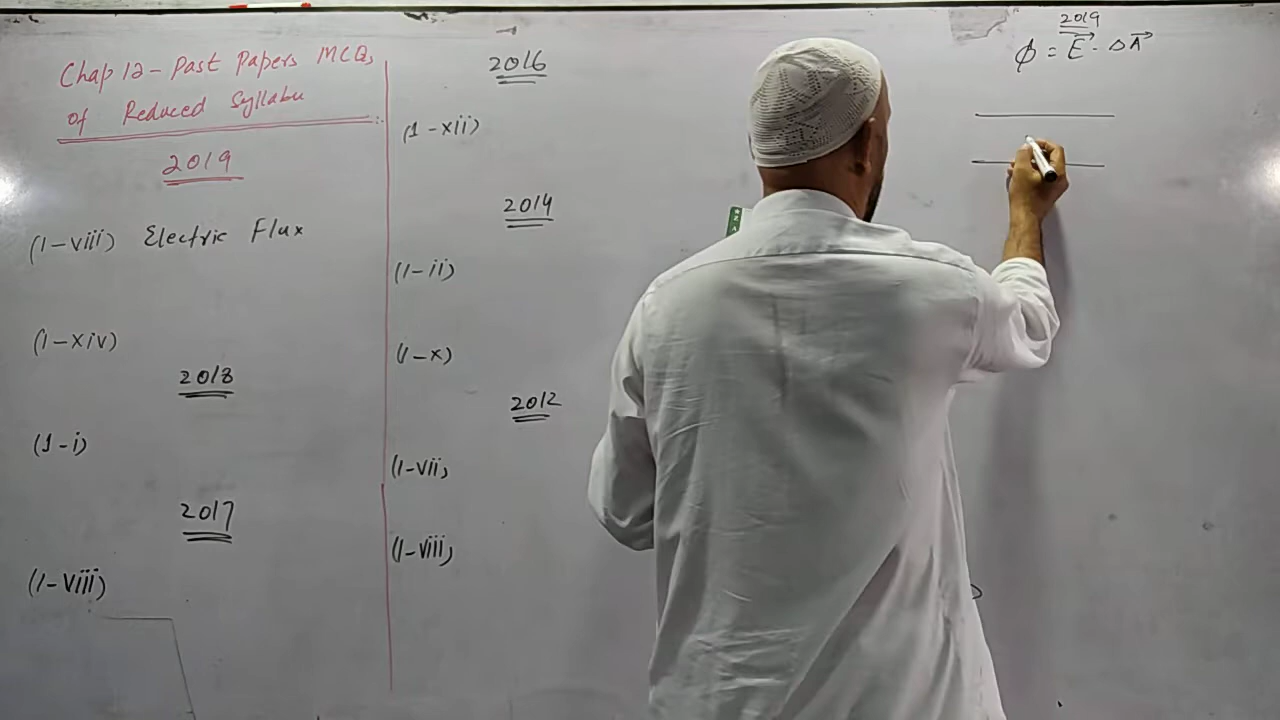 Chap 12 - Past Papers MCQs
of Reduced Syllabu
2019
(1-viii) Electric Flux
(1-xiv)
2018
(1-i)
2017
(1-viii)
2016
(1-xii)
2014
(1-ii)
(1-x)
2012
(1-vii)
(1-viii)
2019
ϕ = E⃗ · ΔA⃗